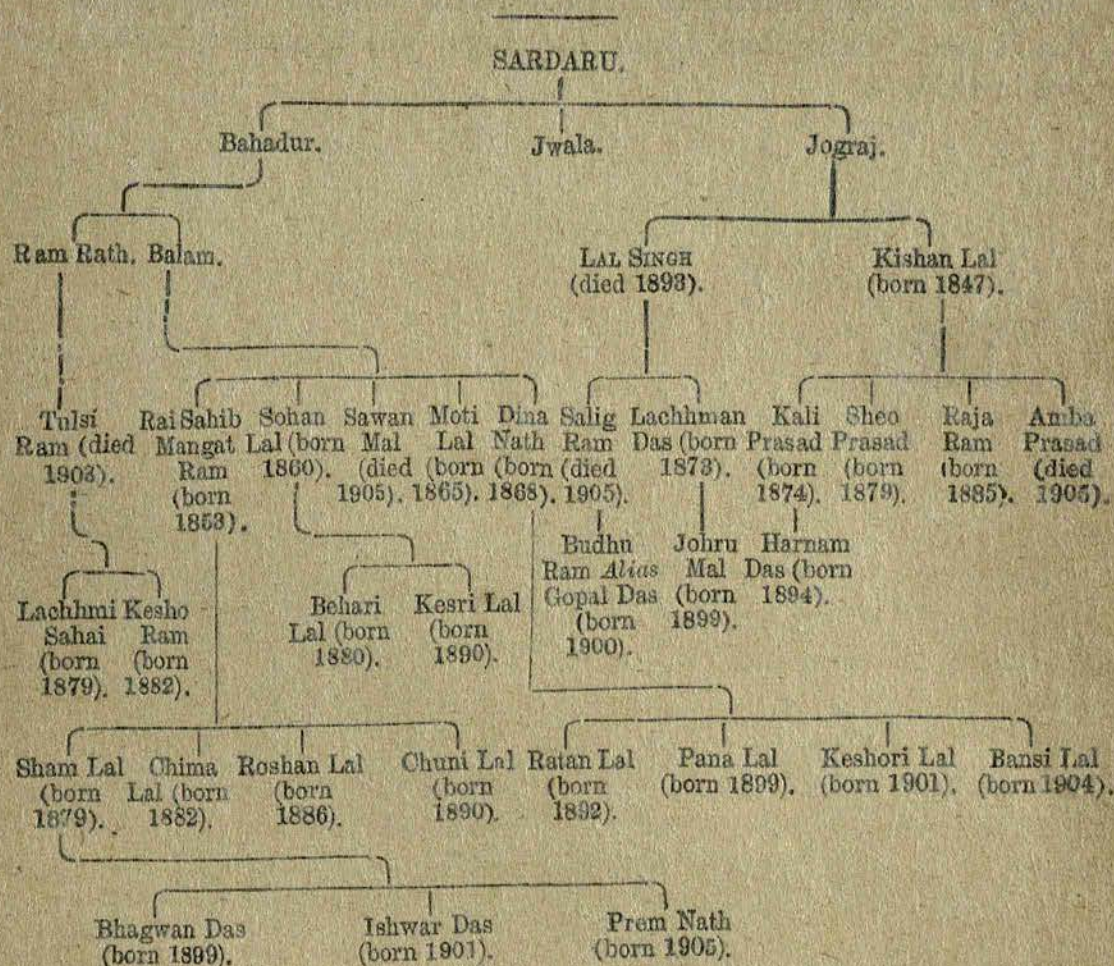 SARDARU.
Bahadur. Jwala. Jograj.
Ram Rath. Balam. LAL SINGH Kishan Lal
(died 1893). (born 1847).
Tulsi Rai Sahib Sohan Sawan Moti Dina Salig Lachhman Kali Sheo Raja Amba
Ram (died Mangat Lal (born Mal Lal Nath Ram Das (born Prasad Prasad Ram Prasad
1903). Ram 1860). (died (born (born (died 1873). (born (born (born (died
(born 1905). 1865). 1868). 1905). 1874). 1879). 1885). 1905).
1853).
Budhu Johru Harnam
Ram Alias Mal Das (born
Gopal Das (born 1894).
(born 1899).
1900).
Lachhmi Kesho Behari Kesri Lal
Sahai Ram Lal (born (born
(born (born 1880). 1890).
1879). 1882).
Sham Lal Chima Roshan Lal Chuni Lal Ratan Lal Pana Lal Keshori Lal Bansi Lal
(born Lal (born (born (born (born (born 1899). (born 1901). (born 1904).
1879). 1882). 1886). 1890). 1892).
Bhagwan Das Ishwar Das Prem Nath
(born 1899). (born 1901). (born 1905).